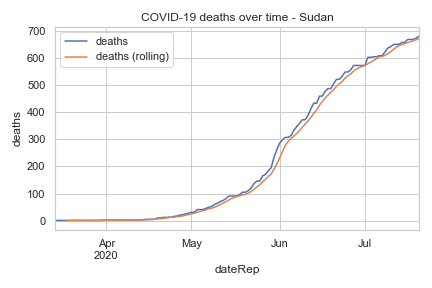 COVID-19 deaths over time - Sudan
deaths
deaths (rolling)
700
600
500
400
300
200
100
0
deaths
Apr
2020
May
Jun
Jul
dateRep